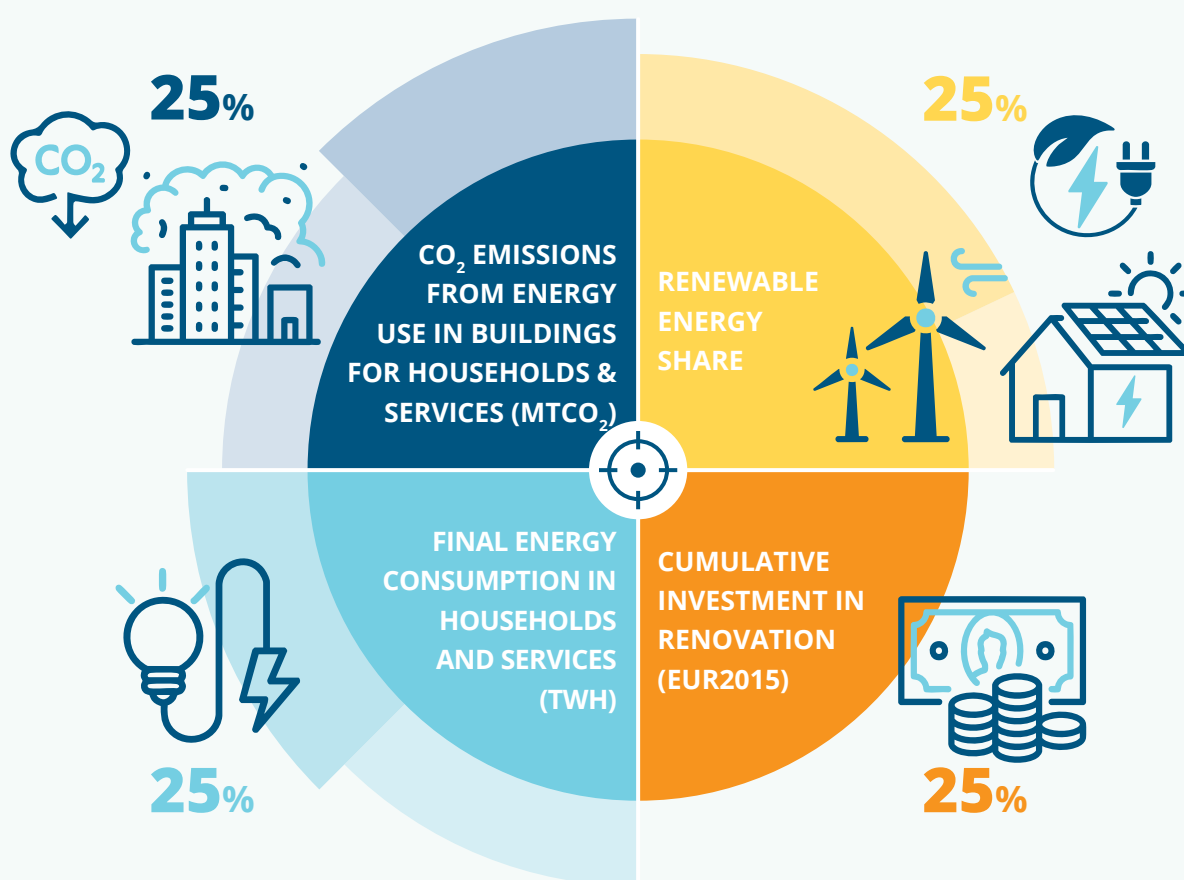 25%
CO2
CO2 EMISSIONS
FROM ENERGY
USE IN BUILDINGS
FOR HOUSEHOLDS &
SERVICES (MTCO2)
25%
RENEWABLE
ENERGY
SHARE
FINAL ENERGY
CONSUMPTION IN
HOUSEHOLDS
AND SERVICES
(TWH)
25%
CUMULATIVE
INVESTMENT IN
RENOVATION
(EUR2015)
25%